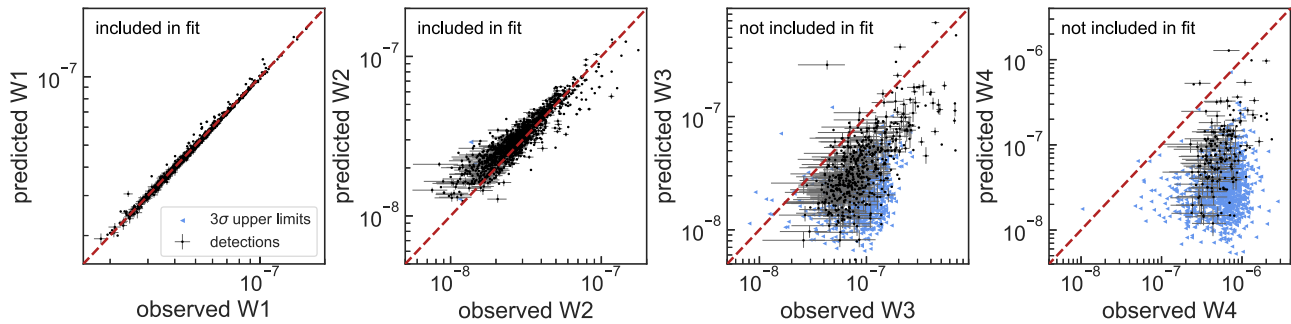 included in fit
predicted W1
10⁻⁷
3σ upper limits
detections
10⁻⁷
observed W1
included in fit
predicted W2
10⁻⁷
10⁻⁸
10⁻⁸
10⁻⁷
observed W2
not included in fit
predicted W3
10⁻⁷
10⁻⁸
10⁻⁸
10⁻⁷
observed W3
not included in fit
predicted W4
10⁻⁶
10⁻⁷
10⁻⁸
10⁻⁸
10⁻⁷
10⁻⁶
observed W4